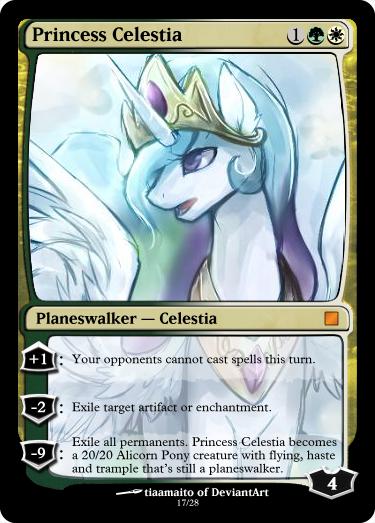 Princess Celestia 1
Planeswalker — Celestia
+1: Your opponents cannot cast spells this turn.
-2: Exile target artifact or enchantment.
-9: Exile all permanents. Princess Celestia becomes
a 20/20 Alicorn Pony creature with flying, haste
and trample that's still a planeswalker.
4
tiaamaito of DeviantArt
17/28